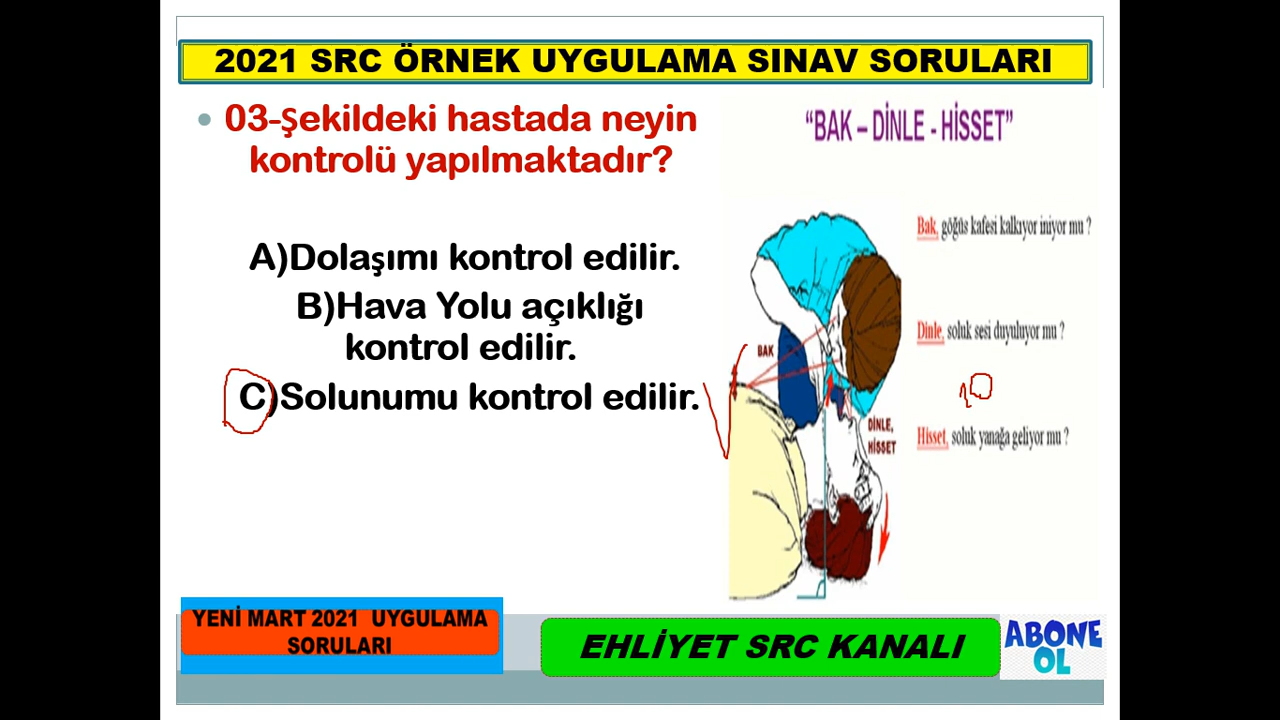 2021 SRC ÖRNEK UYGULAMA SINAV SORULARI
03-Şekildeki hastada neyin
kontrolü yapılmaktadır?
A)Dolaşımı kontrol edilir.
B)Hava Yolu açıklığı
kontrol edilir.
C)Solunumu kontrol edilir.
“BAK – DİNLE - HİSSET”
Bak, göğüs kafesi kalkıyor iniyor mu ?
Dinle, soluk sesi duyuluyor mu ?
10
Hisset, soluk yanağa geliyor mu ?
BAK
DİNLE,
HİSSET
YENİ MART 2021 UYGULAMA
SORULARI
EHLİYET SRC KANALI
ABONE
OL